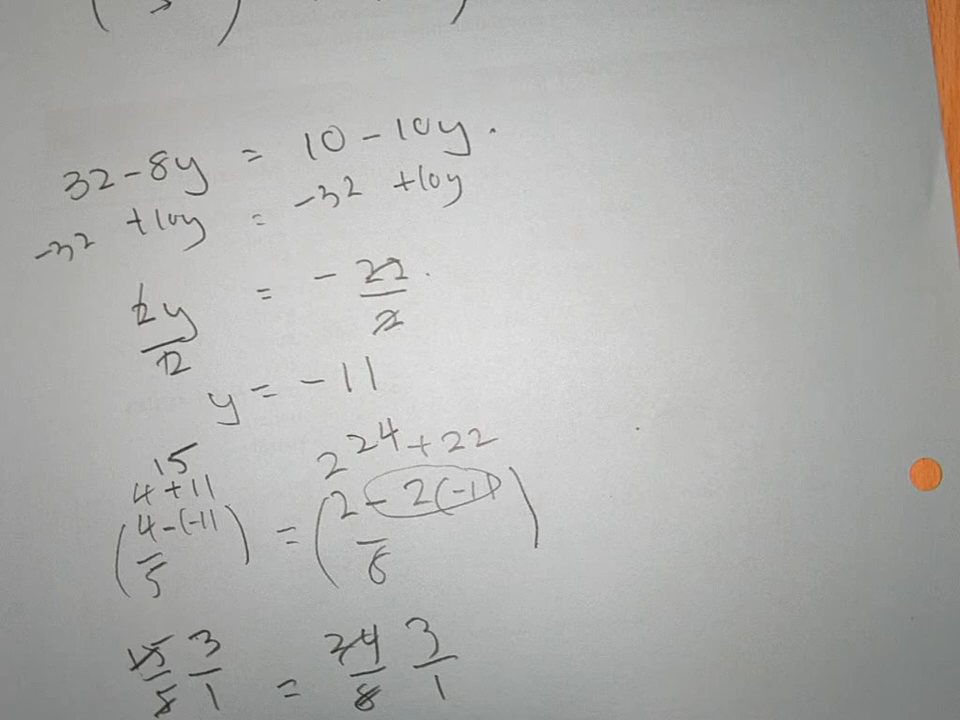 32 - 8y = 10 - 10y.
-32 +10y = -32 +10y
2y/2 = -22/2.
y = -11
15
4 + 11 2 24 + 22
(4-(-11)/5) = (2 - 2(-11)/8)
15/5 3/1 = 24/8 3/1